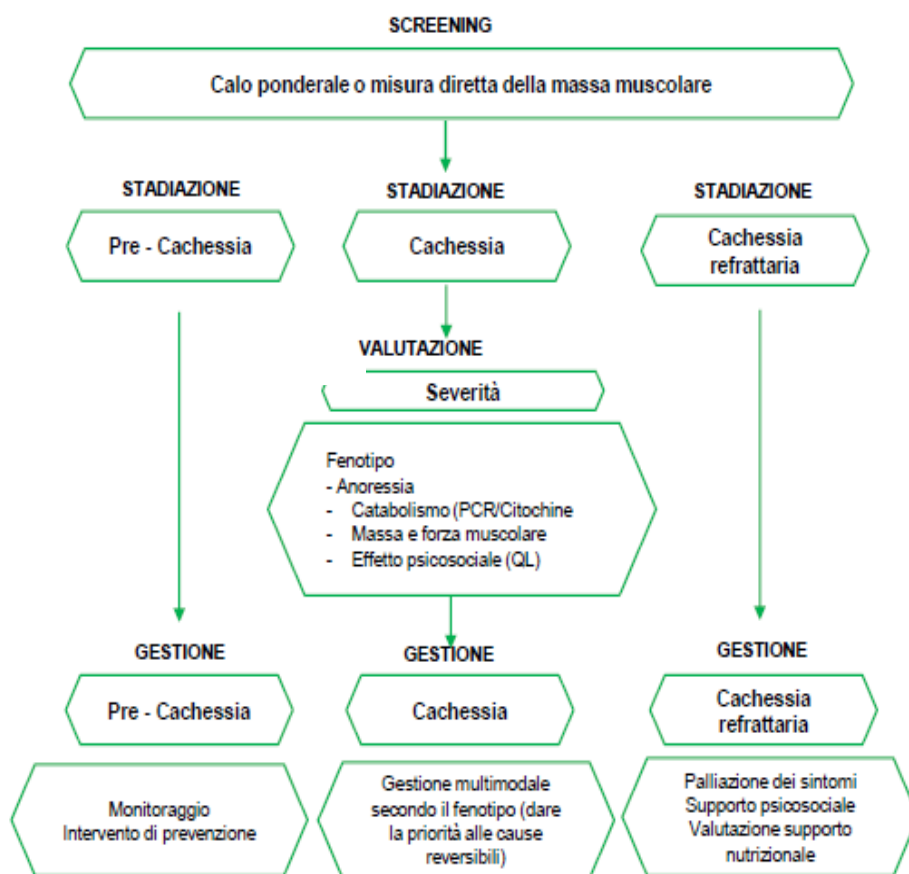 SCREENING
Calo ponderale o misura diretta della massa muscolare
STADIAZIONE
Pre - Cachessia
STADIAZIONE
Cachessia
STADIAZIONE
Cachessia
refrattaria
VALUTAZIONE
Severità
Fenotipo
- Anoressia
- Catabolismo (PCR/Citochine
- Massa e forza muscolare
- Effetto psicosociale (QL)
GESTIONE
Pre - Cachessia
Monitoraggio
Intervento di prevenzione
GESTIONE
Cachessia
Gestione multimodale
secondo il fenotipo (dare
la priorità alle cause
reversibili)
GESTIONE
Cachessia
refrattaria
Palliazione dei sintomi
Supporto psicosociale
Valutazione supporto
nutrizionale